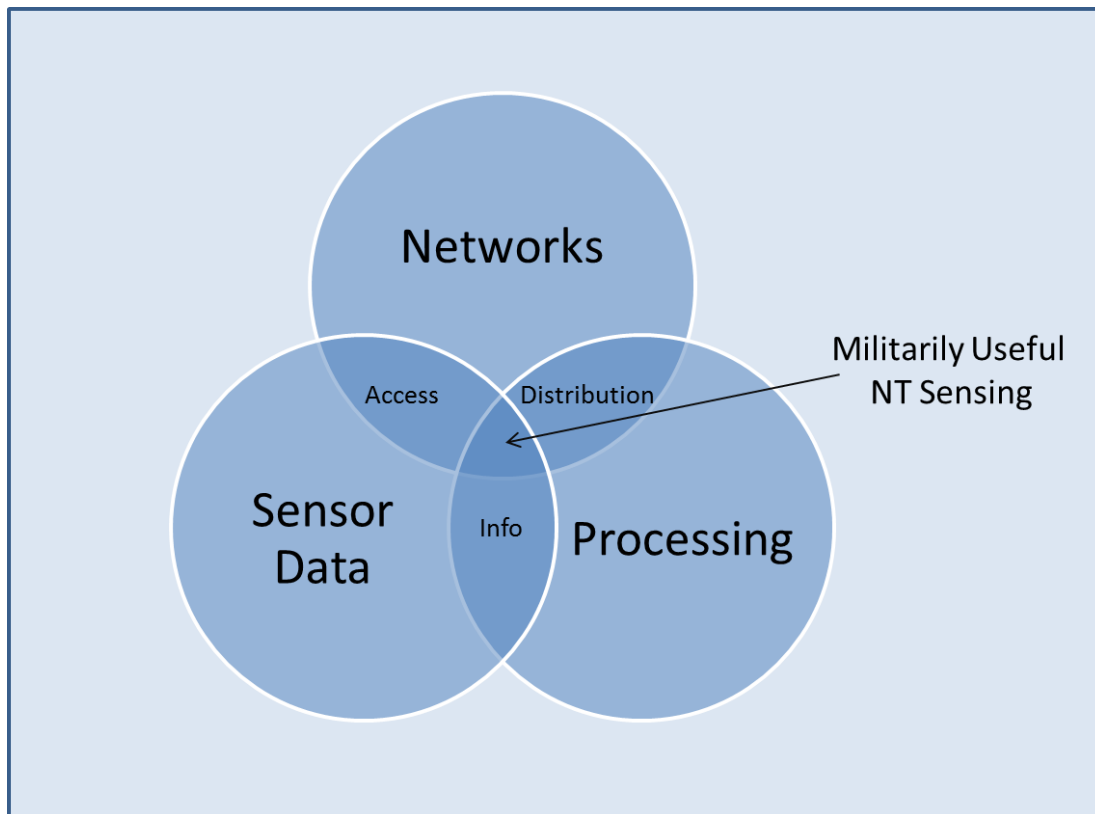 Networks
Militarily Useful
NT Sensing
Access
Distribution
Sensor
Data
Info
Processing